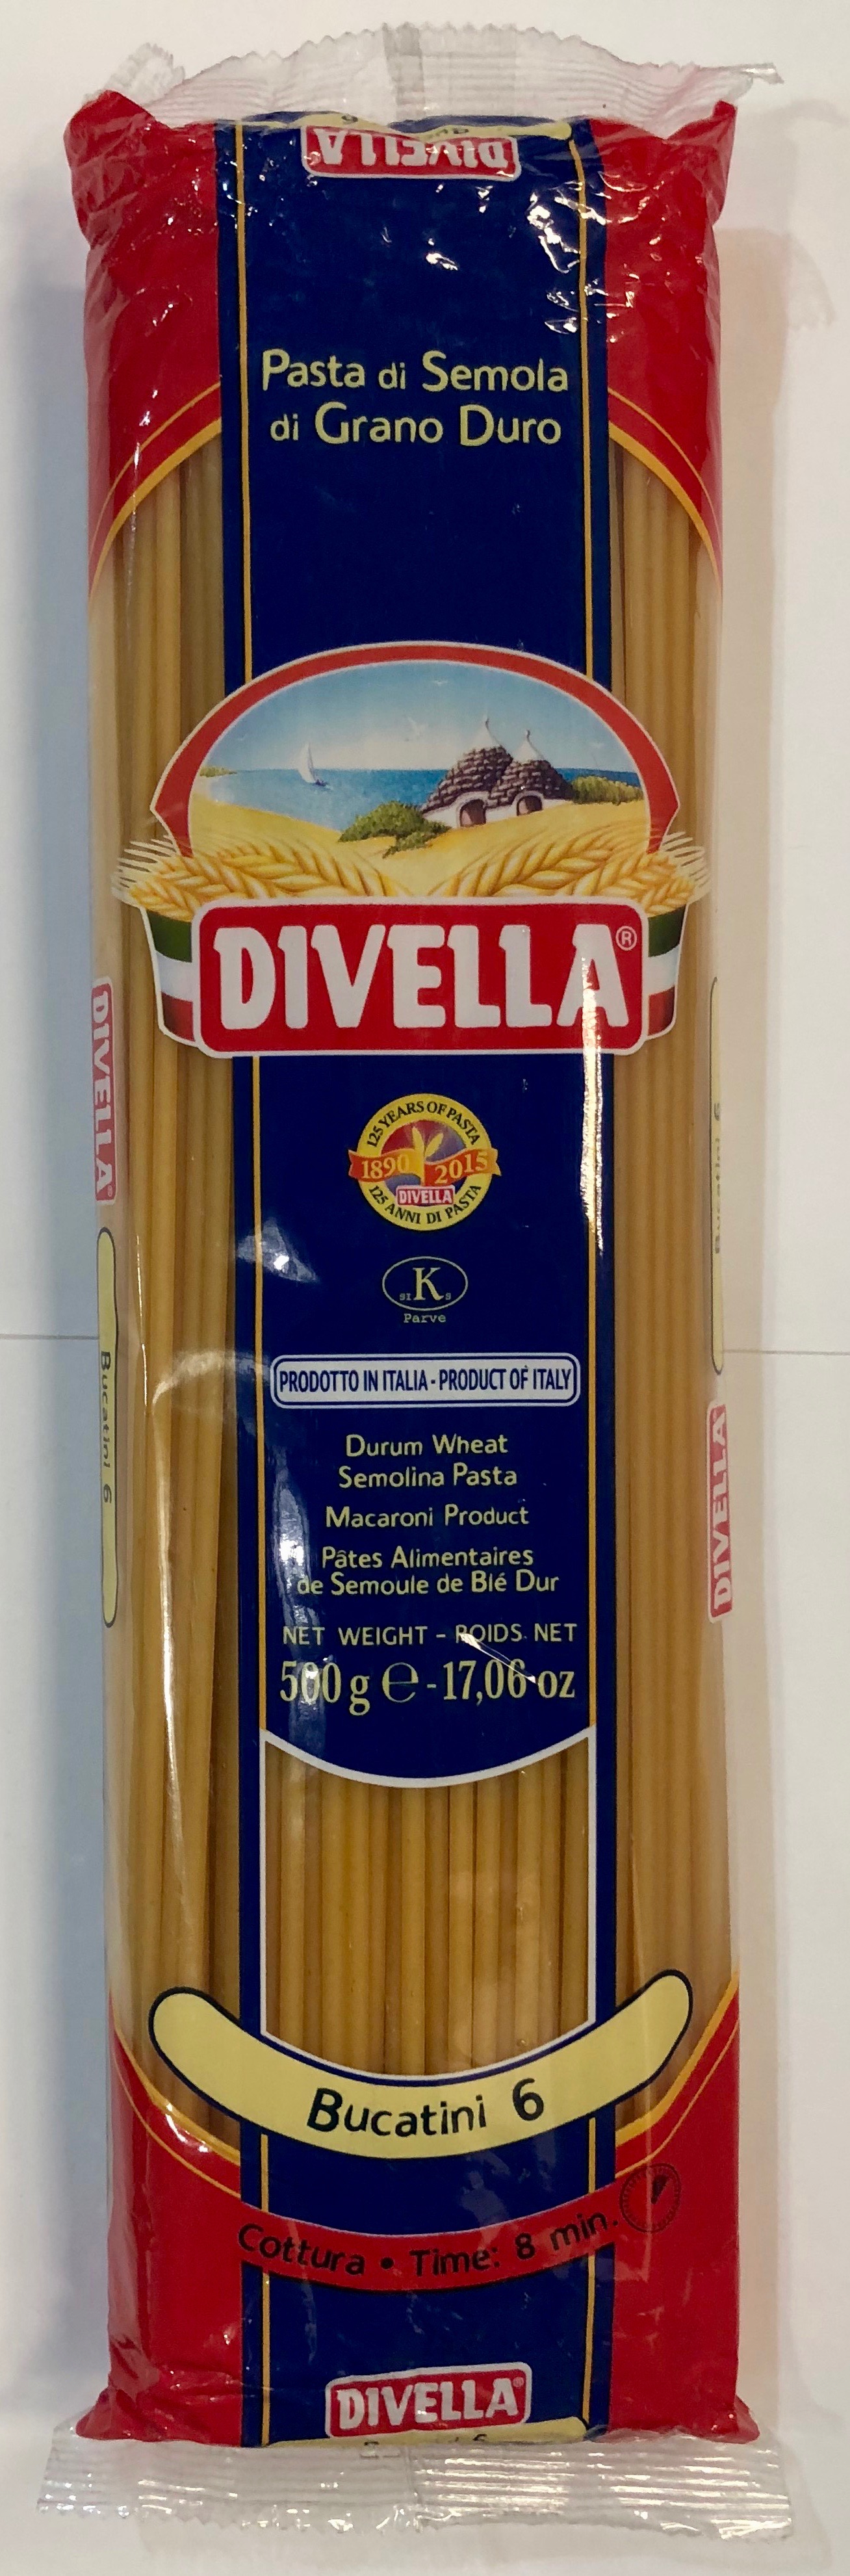 DIVELLA
Pasta di Semola
di Grano Duro
DIVELLA®
125 YEARS OF PASTA
1890 2015
DIVELLA
125 ANNI DI PASTA
K
Parve
PRODOTTO IN ITALIA - PRODUCT OF ITALY
Durum Wheat
Semolina Pasta
Macaroni Product
Pâtes Alimentaires
de Semoule de Blé Dur
NET WEIGHT - POIDS NET
500 g ℮ - 17,06 oz
DIVELLA®
Bucatini 6
Bucatini 6
DIVELLA
Bucatini 6
Cottura • Time: 8 min.
DIVELLA®